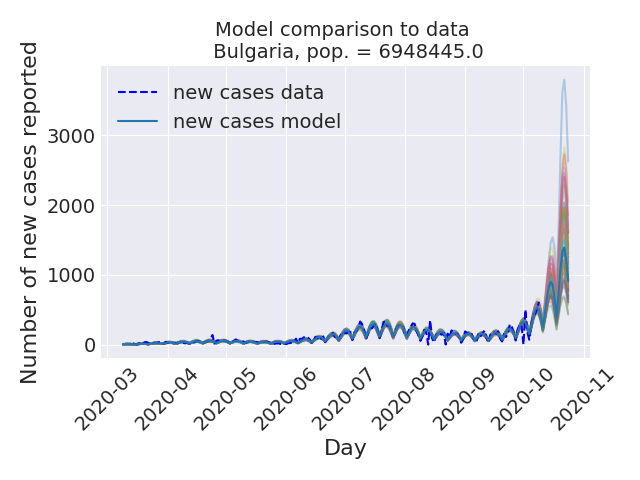 Model comparison to data
Bulgaria, pop. = 6948445.0
Number of new cases reported
3000
2000
1000
0
new cases data
new cases model
2020-03
2020-04
2020-05
2020-06
2020-07
2020-08
2020-09
2020-10
2020-11
Day